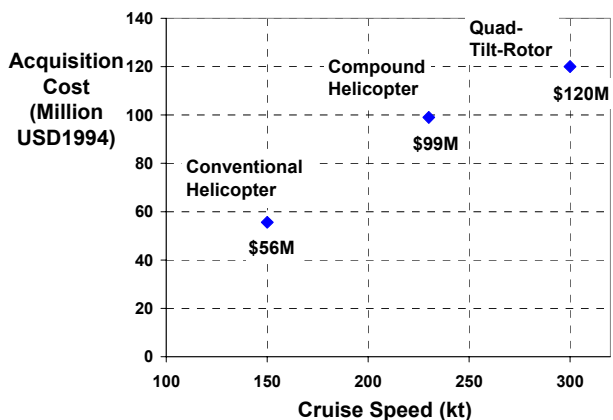 Acquisition
Cost
(Million
USD1994)
140
120
100
80
60
40
20
0
Quad-
Tilt-Rotor
$120M
Compound
Helicopter
$99M
Conventional
Helicopter
$56M
100
150
200
250
300
Cruise Speed (kt)